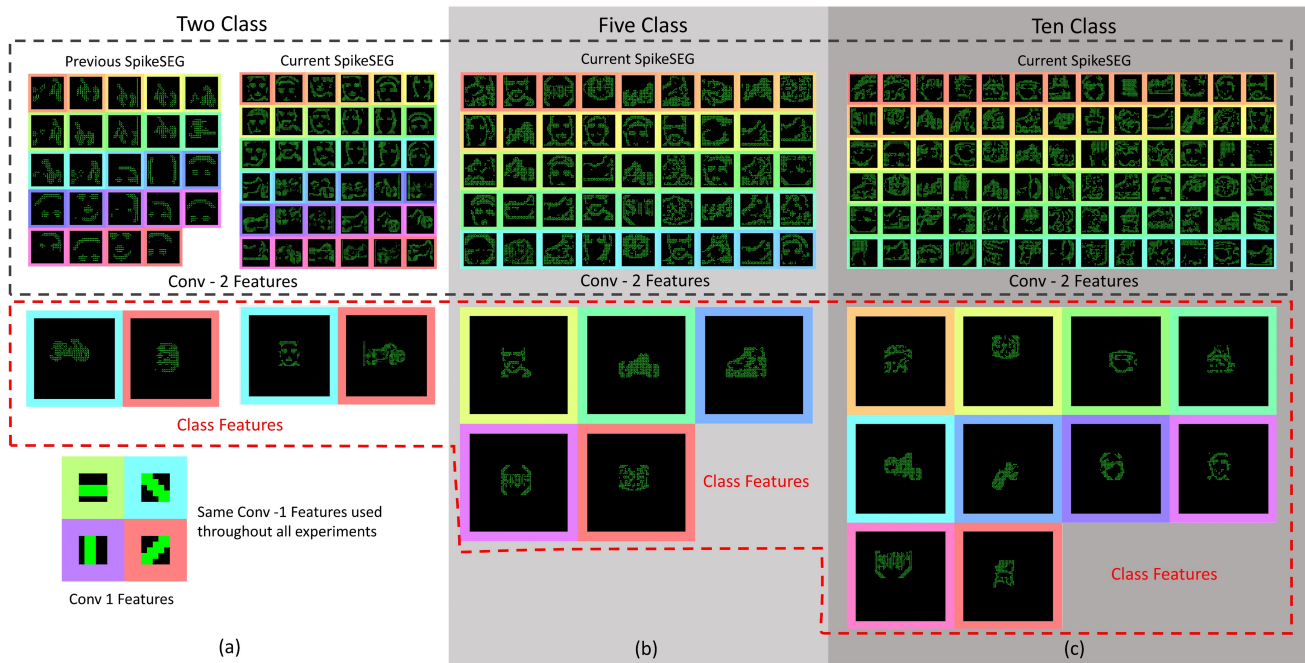 Two Class
Five Class
Ten Class
Previous SpikeSEG
Current SpikeSEG
Current SpikeSEG
Current SpikeSEG
Conv - 2 Features
Conv - 2 Features
Conv - 2 Features
Class Features
Class Features
Class Features
Same Conv -1 Features used
throughout all experiments
Conv 1 Features
(a)
(b)
(c)